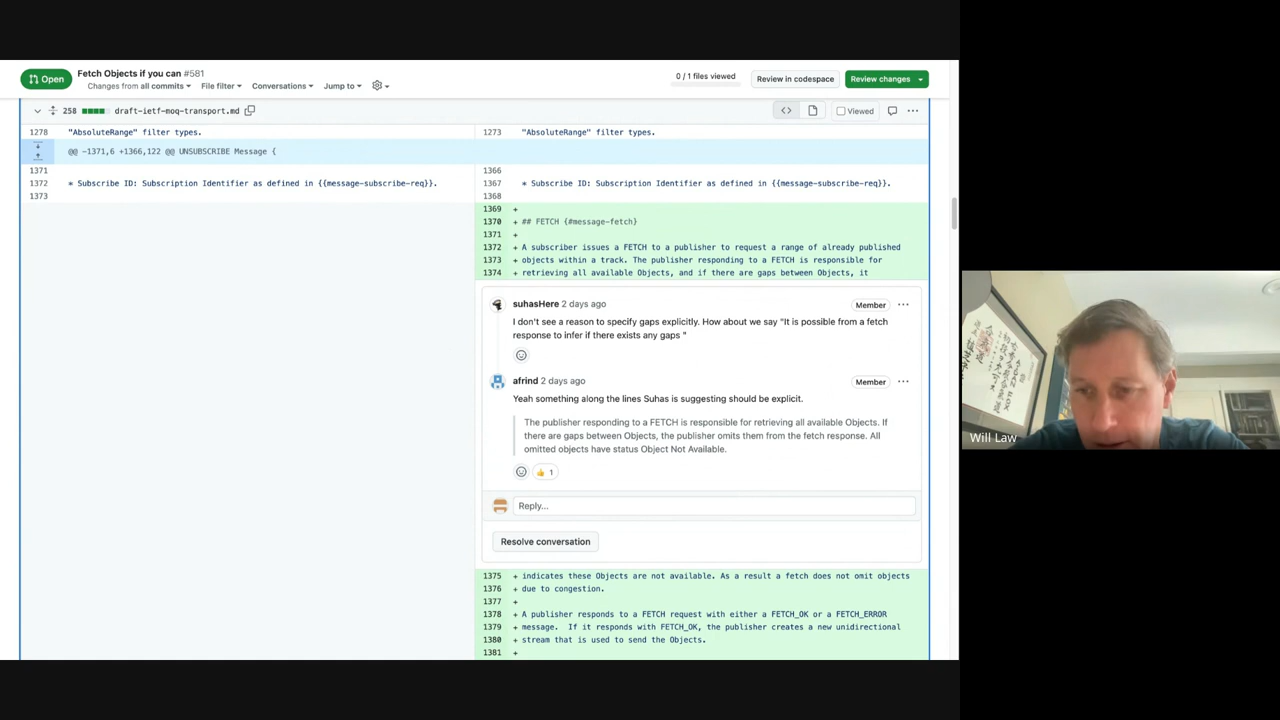 Open
Fetch Objects if you can #581
Changes from all commits
File filter
Conversations
Jump to
0 / 1 files viewed
Review in codespace
Review changes
258
draft-ietf-moq-transport.md
Viewed
1278 "AbsoluteRange" filter types.
1273 "AbsoluteRange" filter types.
@@ -1371,6 +1366,122 @@ UNSUBSCRIBE Message {
1371
1366
1372 * Subscribe ID: Subscription Identifier as defined in {{message-subscribe-req}}.
1367 * Subscribe ID: Subscription Identifier as defined in {{message-subscribe-req}}.
1373
1368
1369 +
1370 + ## FETCH {#message-fetch}
1371 +
1372 + A subscriber issues a FETCH to a publisher to request a range of already published
1373 + objects within a track. The publisher responding to a FETCH is responsible for
1374 + retrieving all available Objects, and if there are gaps between Objects, it
suhasHere 2 days ago
Member
I don't see a reason to specify gaps explicitly. How about we say "It is possible from a fetch
response to infer if there exists any gaps "
afrind 2 days ago
Member
Yeah something along the lines Suhas is suggesting should be explicit.
The publisher responding to a FETCH is responsible for retrieving all available Objects. If
there are gaps between Objects, the publisher omits them from the fetch response. All
omitted objects have status Object Not Available.
1
Reply...
Resolve conversation
1375 + indicates these Objects are not available. As a result a fetch does not omit objects
1376 + due to congestion.
1377 +
1378 + A publisher responds to a FETCH request with either a FETCH_OK or a FETCH_ERROR
1379 + message.  If it responds with FETCH_OK, the publisher creates a new unidirectional
1380 + stream that is used to send the Objects.
1381 +
Will Law